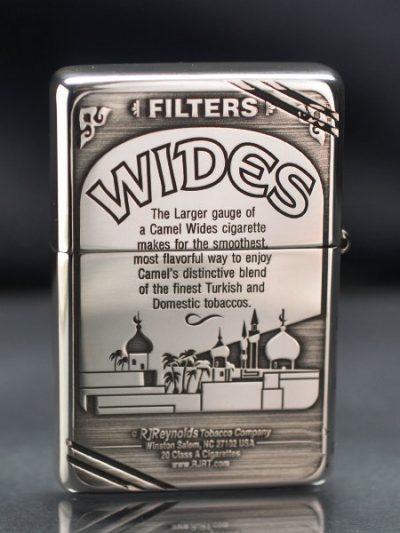 FILTERS
WIDES
The Larger gauge of
a Camel Wides cigarette
makes for the smoothest,
most flavorful way to enjoy
Camel's distinctive blend
of the finest Turkish and
Domestic tobaccos.
© RJReynolds Tobacco Company
Winston Salem, NC 27102 USA
20 Class A Cigarettes
www.RJRT.com